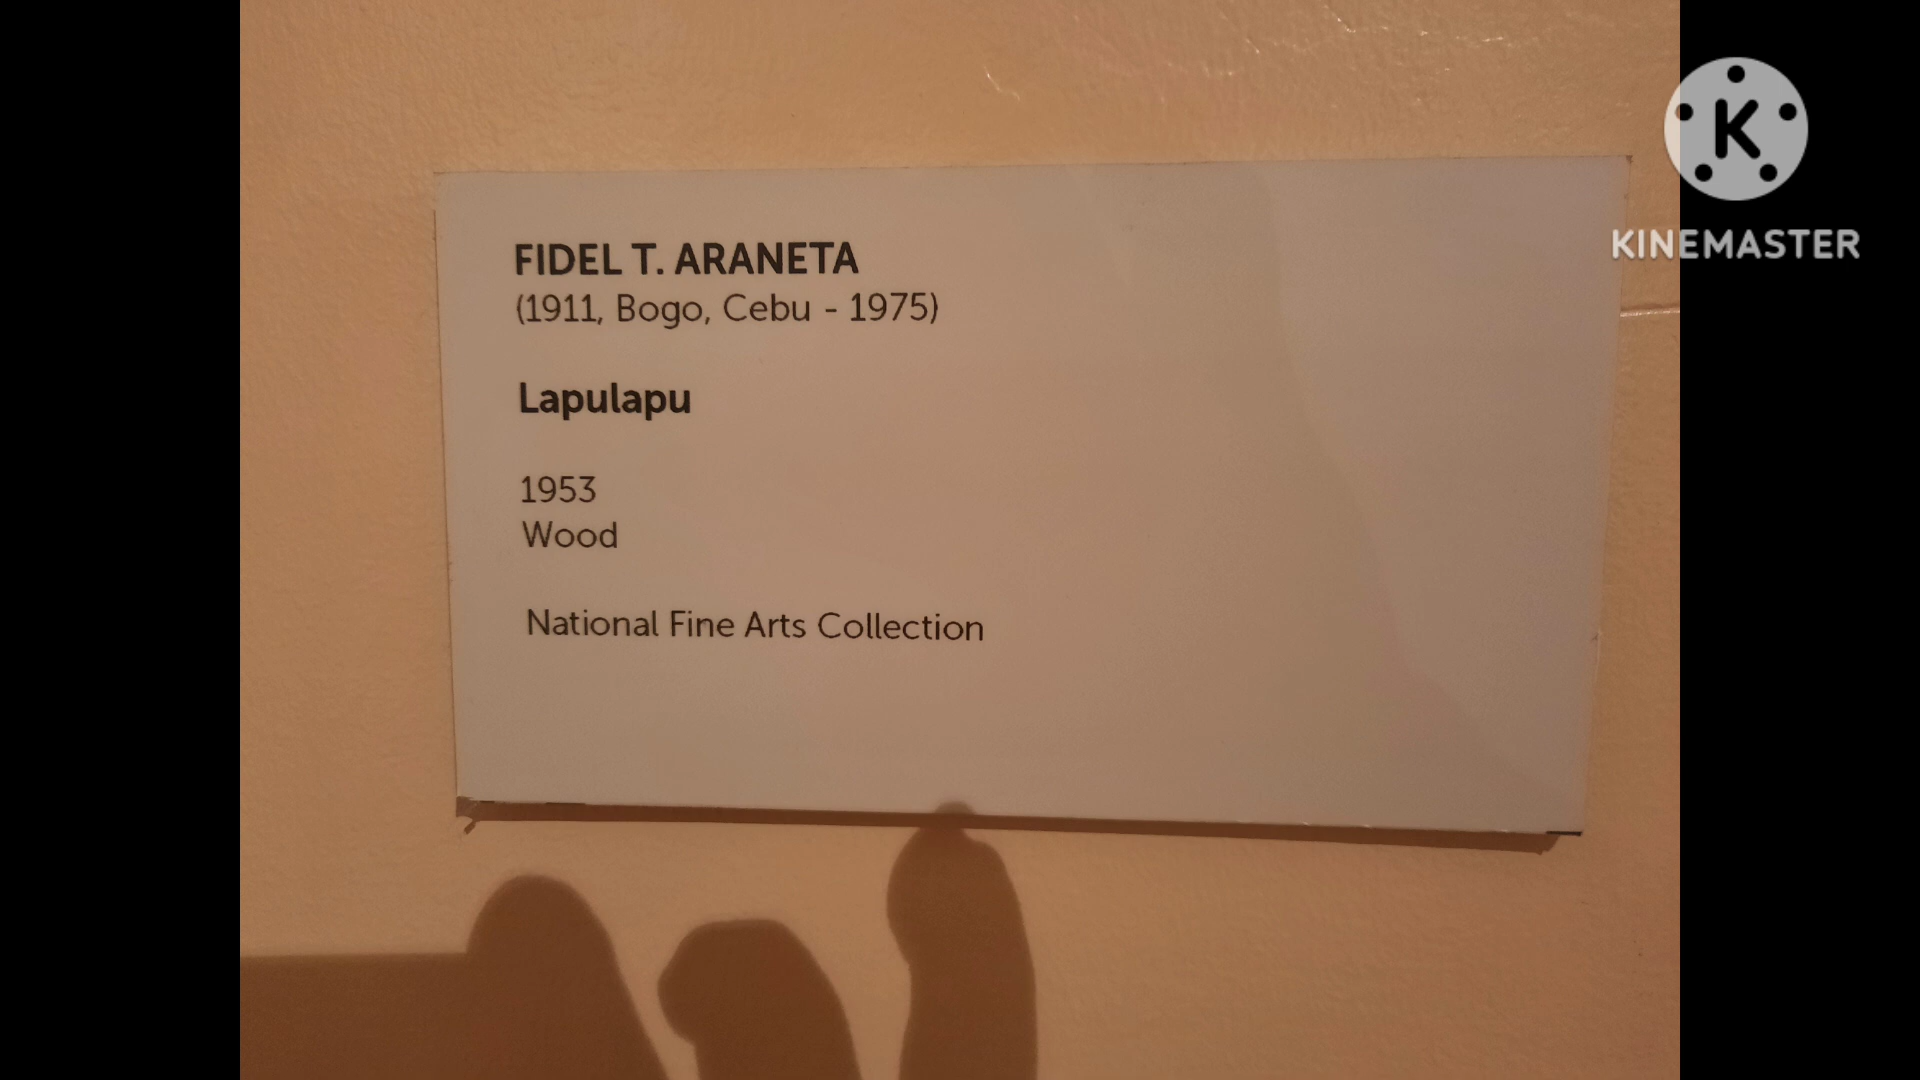 FIDEL T. ARANETA
(1911, Bogo, Cebu - 1975)
Lapulapu
1953
Wood
National Fine Arts Collection
K
KINEMASTER